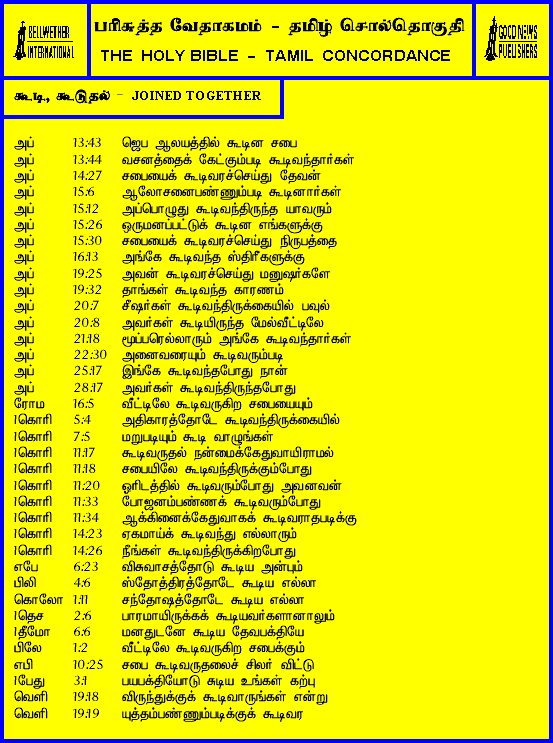 BELLWETHER
INTERNATIONAL
பரிசுத்த வேதாகமம் - தமிழ் சொல்தொகுதி
THE HOLY BIBLE - TAMIL CONCORDANCE
GOOD NEWS
PUBLISHERS
கூடி, கூடுதல் - JOINED TOGETHER
அப் 13:43 ஜெப ஆலயத்தில் கூடின சபை
அப் 13:44 வசனத்தைக் கேட்கும்படி கூடிவந்தார்கள்
அப் 14:27 சபையைக் கூடிவரச்செய்து தேவன்
அப் 15:6 ஆலோசனைபண்ணும்படி கூடினார்கள்
அப் 15:12 அப்பொழுது கூடிவந்திருந்த யாவரும்
அப் 15:26 ஒருமனப்பட்டுக் கூடின எங்களுக்கு
அப் 15:30 சபையைக் கூடிவரச்செய்து நிருபத்தை
அப் 16:13 அங்கே கூடிவந்த ஸ்திரீகளுக்கு
அப் 19:25 அவன் கூடிவரச்செய்து மனுஷர்களே
அப் 19:32 தாங்கள் கூடிவந்த காரணம்
அப் 20:7 சீஷர்கள் கூடிவந்திருக்கையில் பவுல்
அப் 20:8 அவர்கள் கூடியிருந்த மேல்வீட்டிலே
அப் 21:18 மூப்பரெல்லாரும் அங்கே கூடிவந்தார்கள்
அப் 22:30 அனைவரையும் கூடிவரும்படி
அப் 25:17 இங்கே கூடிவந்தபோது நான்
அப் 28:17 அவர்கள் கூடிவந்திருந்தபோது
ரோம 16:5 வீட்டிலே கூடிவருகிற சபையையும்
1கொரி 5:4 அதிகாரத்தோடே கூடிவந்திருக்கையில்
1கொரி 7:5 மறுபடியும் கூடி வாழுங்கள்
1கொரி 11:17 கூடிவருதல் நன்மைக்கேதுவாயிராமல்
1கொரி 11:18 சபையிலே கூடிவந்திருக்கும்போது
1கொரி 11:20 ஓரிடத்தில் கூடிவரும்போது அவனவன்
1கொரி 11:33 போஜனம்பண்ணக் கூடிவரும்போது
1கொரி 11:34 ஆக்கினைக்கேதுவாகக் கூடிவராதபடிக்கு
1கொரி 14:23 ஏகமாய்க் கூடிவந்து எல்லாரும்
1கொரி 14:26 நீங்கள் கூடிவந்திருக்கிறபோது
எபே 6:23 விசுவாசத்தோடு கூடிய அன்பும்
பிலி 4:6 ஸ்தோத்திரத்தோடே கூடிய எல்லா
கொலோ 1:11 சந்தோஷத்தோடே கூடிய எல்லா
1தெச 2:6 பாரமாயிருக்கக் கூடியவர்களானாலும்
1தீமோ 6:6 மனதுடனே கூடிய தேவபக்தியே
பிலே 1:2 வீட்டிலே கூடிவருகிற சபைக்கும்
எபி 10:25 சபை கூடிவருதலைச் சிலர் விட்டு
1பேது 3:1 பயபக்தியோடு கூடிய உங்கள் கற்பு
வெளி 19:18 விருந்துக்குக் கூடிவாருங்கள் என்று
வெளி 19:19 யுத்தம்பண்ணும்படிக்குக் கூடிவர